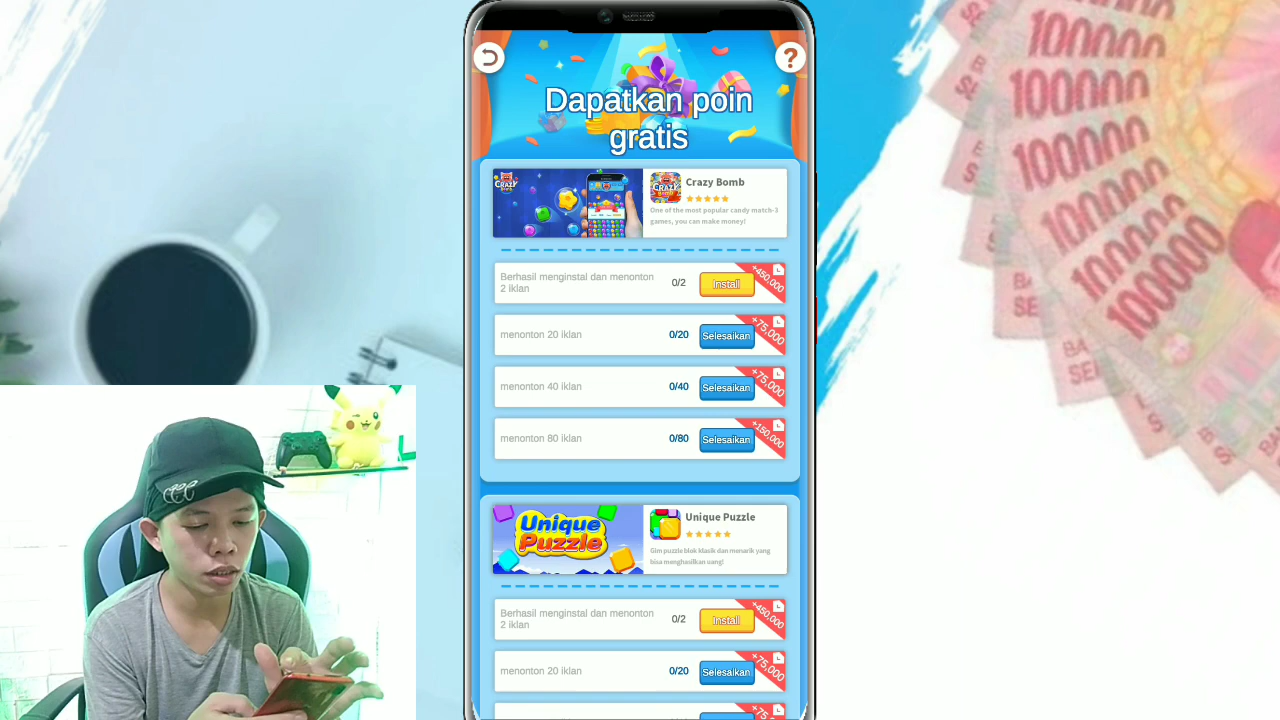 Dapatkan poin
gratis
CRAZY
Crazy Bomb
One of the most popular candy match-3
games, you can make money!
Berhasil menginstal dan menonton
2 iklan
0/2
Install
+450,000
menonton 20 iklan
0/20
Selesaikan
+75,000
menonton 40 iklan
0/40
Selesaikan
+75,000
menonton 80 iklan
0/80
Selesaikan
+150,000
Unique
Puzzle
Unique Puzzle
Gim puzzle blok klasik dan menarik yang
bisa menghasilkan uang!
Berhasil menginstal dan menonton
2 iklan
0/2
Install
+450,000
menonton 20 iklan
0/20
Selesaikan
+75,000
100000
100000
100000
100000
100000
100000
100000